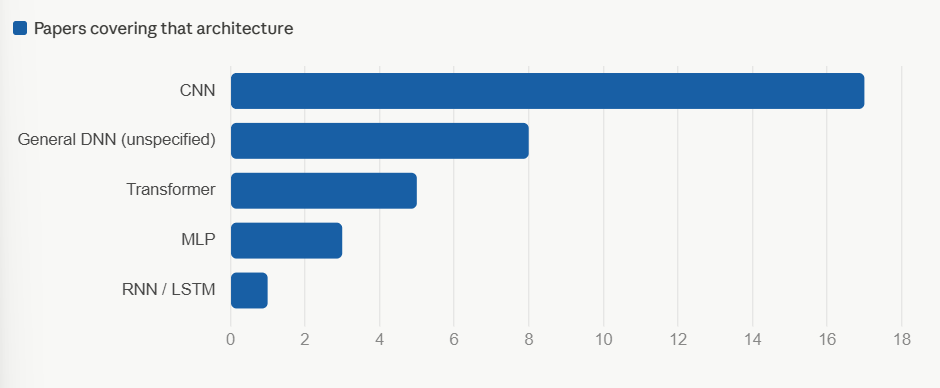 Papers covering that architecture
CNN
General DNN (unspecified)
Transformer
MLP
RNN / LSTM
0 2 4 6 8 10 12 14 16 18